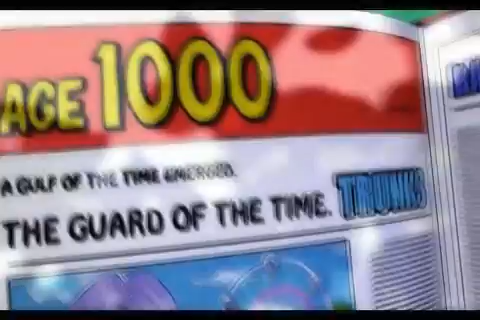 AGE 1000
A GULF OF THE TIME EMERGED.
THE GUARD OF THE TIME. TRUNKS